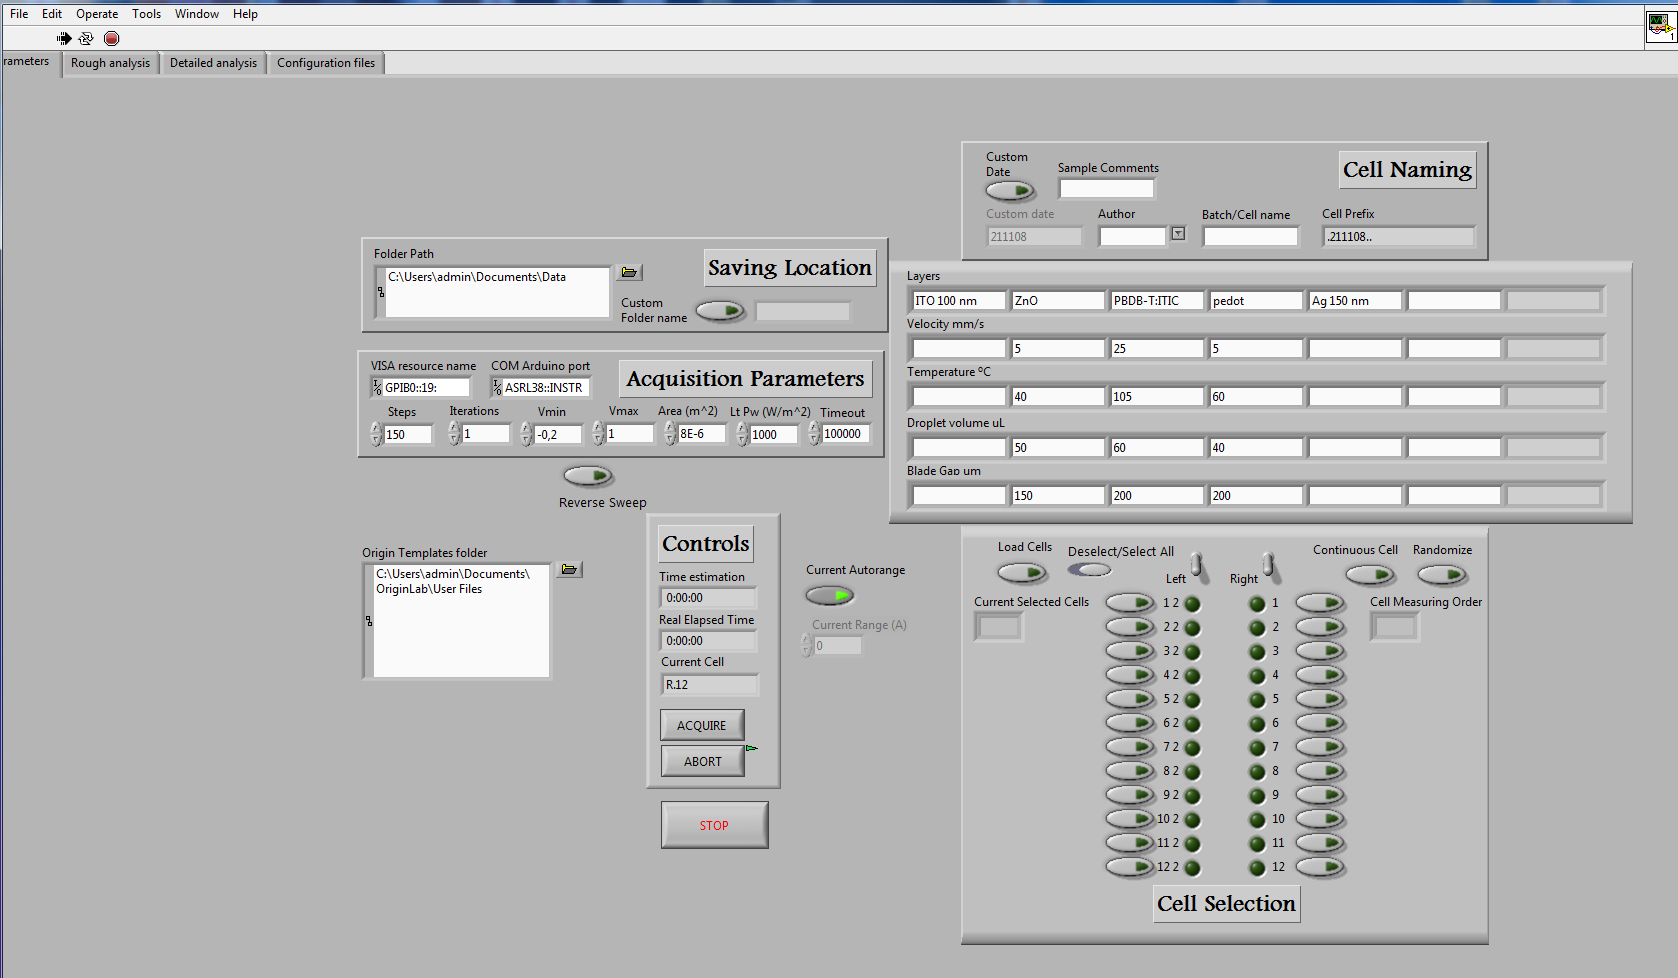 File Edit Operate Tools Window Help
1
rameters Rough analysis Detailed analysis Configuration files
Custom
Date
Sample Comments
Cell Naming
Custom date Author Batch/Cell name Cell Prefix
211108 .211108..
Folder Path
C:\Users\admin\Documents\Data
Saving Location
Custom
Folder name
Layers
ITO 100 nm ZnO PBDB-T:ITIC pedot Ag 150 nm
Velocity mm/s
5 25 5
Temperature ºC
40 105 60
Droplet volume uL
50 60 40
Blade Gap um
150 200 200
VISA resource name COM Arduino port
GPIB0::19: ASRL38::INSTR
Acquisition Parameters
Steps Iterations Vmin Vmax Area (m^2) Lt Pw (W/m^2) Timeout
150 1 -0,2 1 8E-6 1000 100000
Reverse Sweep
Origin Templates folder
C:\Users\admin\Documents\
OriginLab\User Files
Controls
Time estimation
0:00:00
Real Elapsed Time
0:00:00
Current Cell
R.12
ACQUIRE
ABORT
STOP
Current Autorange
Current Range (A)
0
Load Cells Deselect/Select All Continuous Cell Randomize
Left Right
Current Selected Cells Cell Measuring Order
1 2 1
2 2 2
3 2 3
4 2 4
5 2 5
6 2 6
7 2 7
8 2 8
9 2 9
10 2 10
11 2 11
12 2 12
Cell Selection